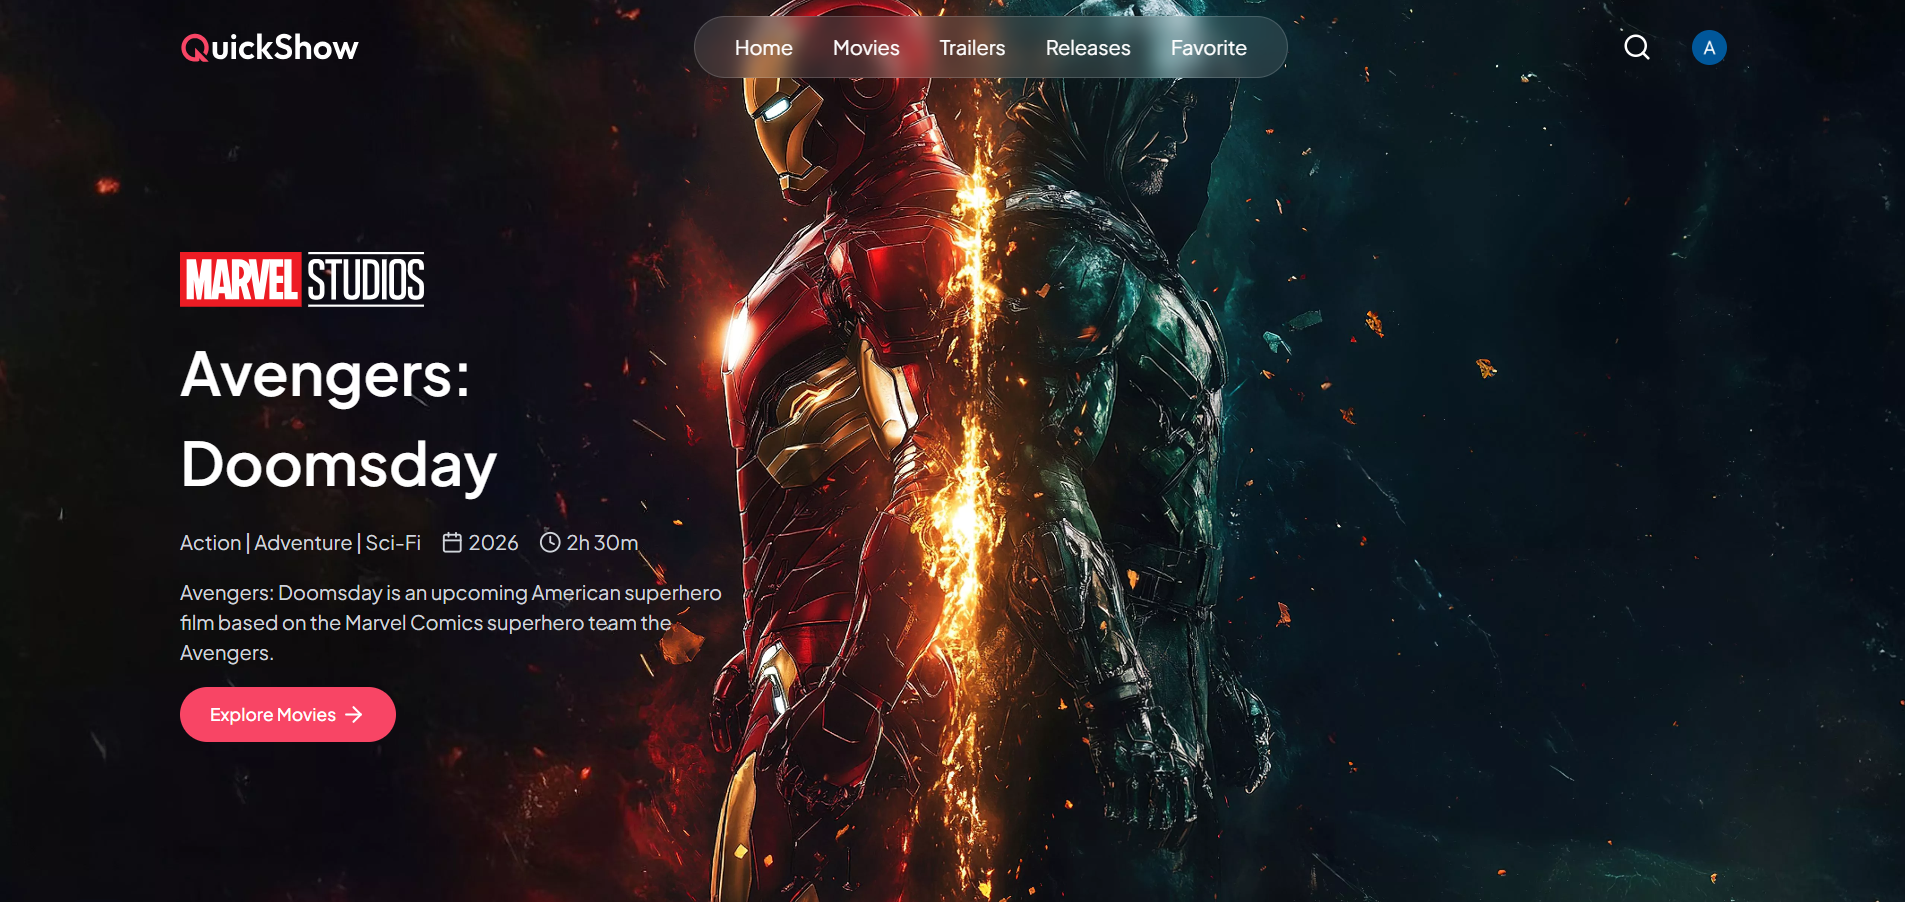 QuickShow
Home Movies Trailers Releases Favorite
A
MARVEL STUDIOS
Avengers:
Doomsday
Action | Adventure | Sci-Fi 2026 2h 30m
Avengers: Doomsday is an upcoming American superhero
film based on the Marvel Comics superhero team the
Avengers.
Explore Movies →